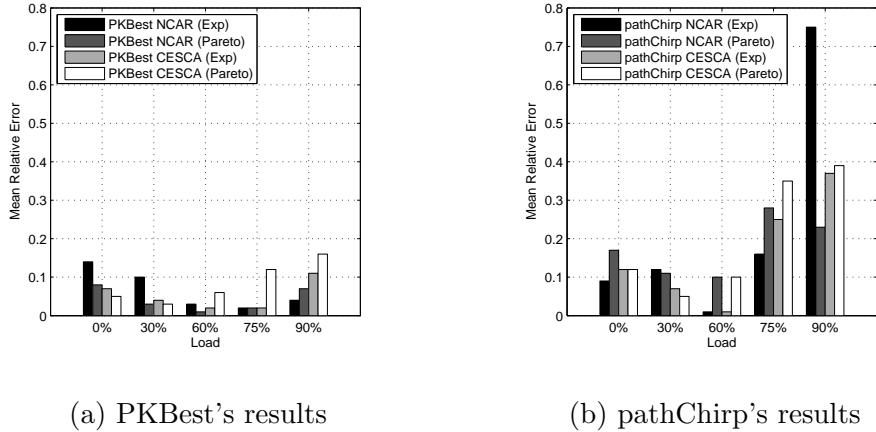 0.8
0.7
0.6
0.5
0.4
0.3
0.2
0.1
0
Mean Relative Error
PKBest NCAR (Exp)
PKBest NCAR (Pareto)
PKBest CESCA (Exp)
PKBest CESCA (Pareto)
0% 30% 60% 75% 90%
Load
(a) PKBest's results
0.8
0.7
0.6
0.5
0.4
0.3
0.2
0.1
0
Mean Relative Error
pathChirp NCAR (Exp)
pathChirp NCAR (Pareto)
pathChirp CESCA (Exp)
pathChirp CESCA (Pareto)
0% 30% 60% 75% 90%
Load
(b) pathChirp's results